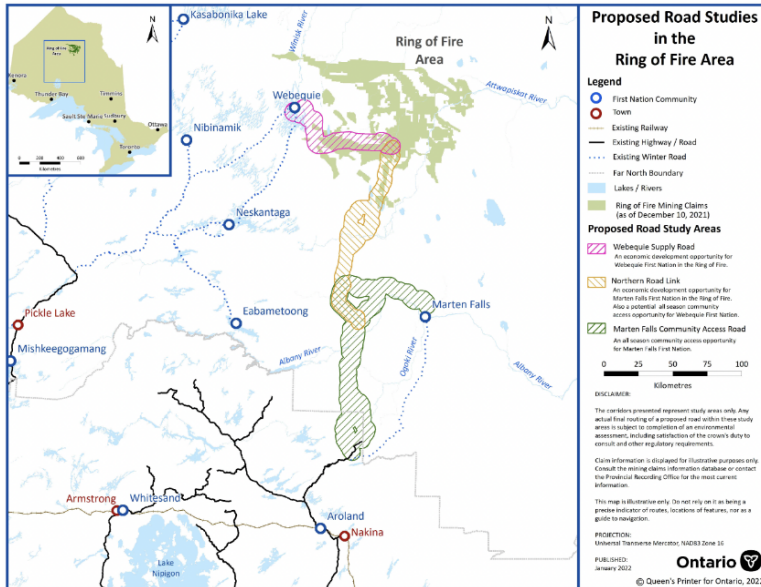 Proposed Road Studies
in the
Ring of Fire Area
Legend
First Nation Community
Town
Existing Railway
Existing Highway / Road
Existing Winter Road
Far North Boundary
Lakes / Rivers
Ring of Fire Mining Claims
(as of December 10, 2021)
Proposed Road Study Areas
Webequie Supply Road
An economic development opportunity for
Webequie First Nation in the Ring of Fire.
Northern Road Link
An economic development opportunity for
Marten Falls First Nation in the Ring of Fire.
Also a potential all season community
access opportunity for Webequie First Nation.
Marten Falls Community Access Road
An all season community access opportunity
for Marten Falls First Nation.
0 25 50 75 100
Kilometres
DISCLAIMER:
The corridors presented represent study areas only. Any
actual final routing of a proposed road within these study
areas is subject to completion of an environmental
assessment, including satisfaction of the crown's duty to
consult and other regulatory requirements.
Claim information is displayed for illustrative purposes only.
Consult the mining claims information database or contact
the Provincial Recording Office for the most current
information.
This map is illustrative only. Do not rely on it as being a
precise indicator of routes, locations of features, nor as a
guide to navigation.
PROJECTION:
Universal Transverse Mercator, NAD83 Zone 16
PUBLISHED:
January 2022
Ontario
© Queen's Printer for Ontario, 2022
Ring of Fire
Area
Kenora
Thunder Bay
Timmins
Sault Ste Marie
Sudbury
Ottawa
Toronto
0 200 400 600
Kilometres
N
N
Kasabonika Lake
Winisk River
Ring of Fire
Area
Attwapiskat River
Webequie
Nibinamik
Neskantaga
Eabametoong
Marten Falls
Pickle Lake
Mishkeegogamang
Albany River
Ogoki River
Albany River
Armstrong
Whitesand
Aroland
Nakina
Lake
Nipigon